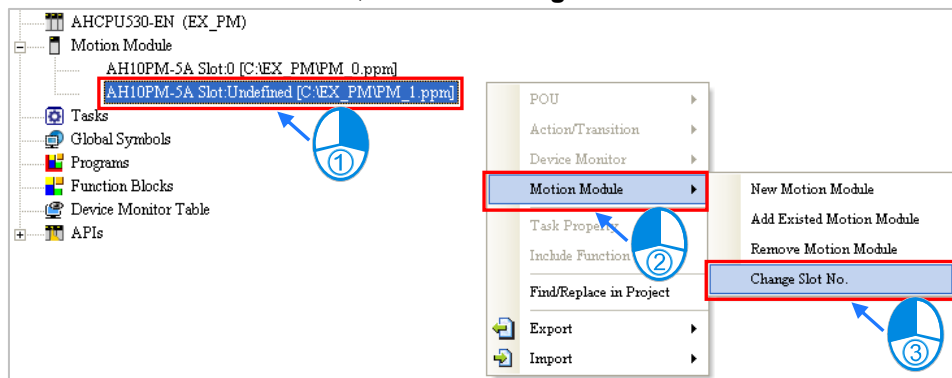 AHCPU530-EN (EX_PM)
Motion Module
AH10PM-5A Slot:0 [C:\EX_PM\PM_0.ppm]
AH10PM-5A Slot:Undefined [C:\EX_PM\PM_1.ppm]
Tasks
Global Symbols
Programs
Function Blocks
Device Monitor Table
APIs
1
POU
Action/Transition
Device Monitor
Motion Module
Task Property
Include Function
Find/Replace in Project
Export
Import
2
New Motion Module
Add Existed Motion Module
Remove Motion Module
Change Slot No.
3